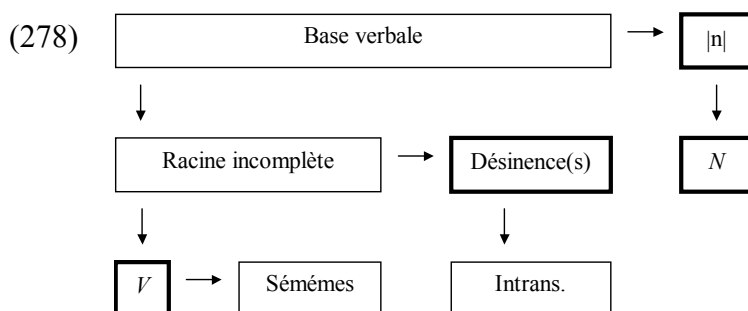 (278) Base verbale |n|
Racine incomplète Désinence(s) N
V Sémémes Intrans.